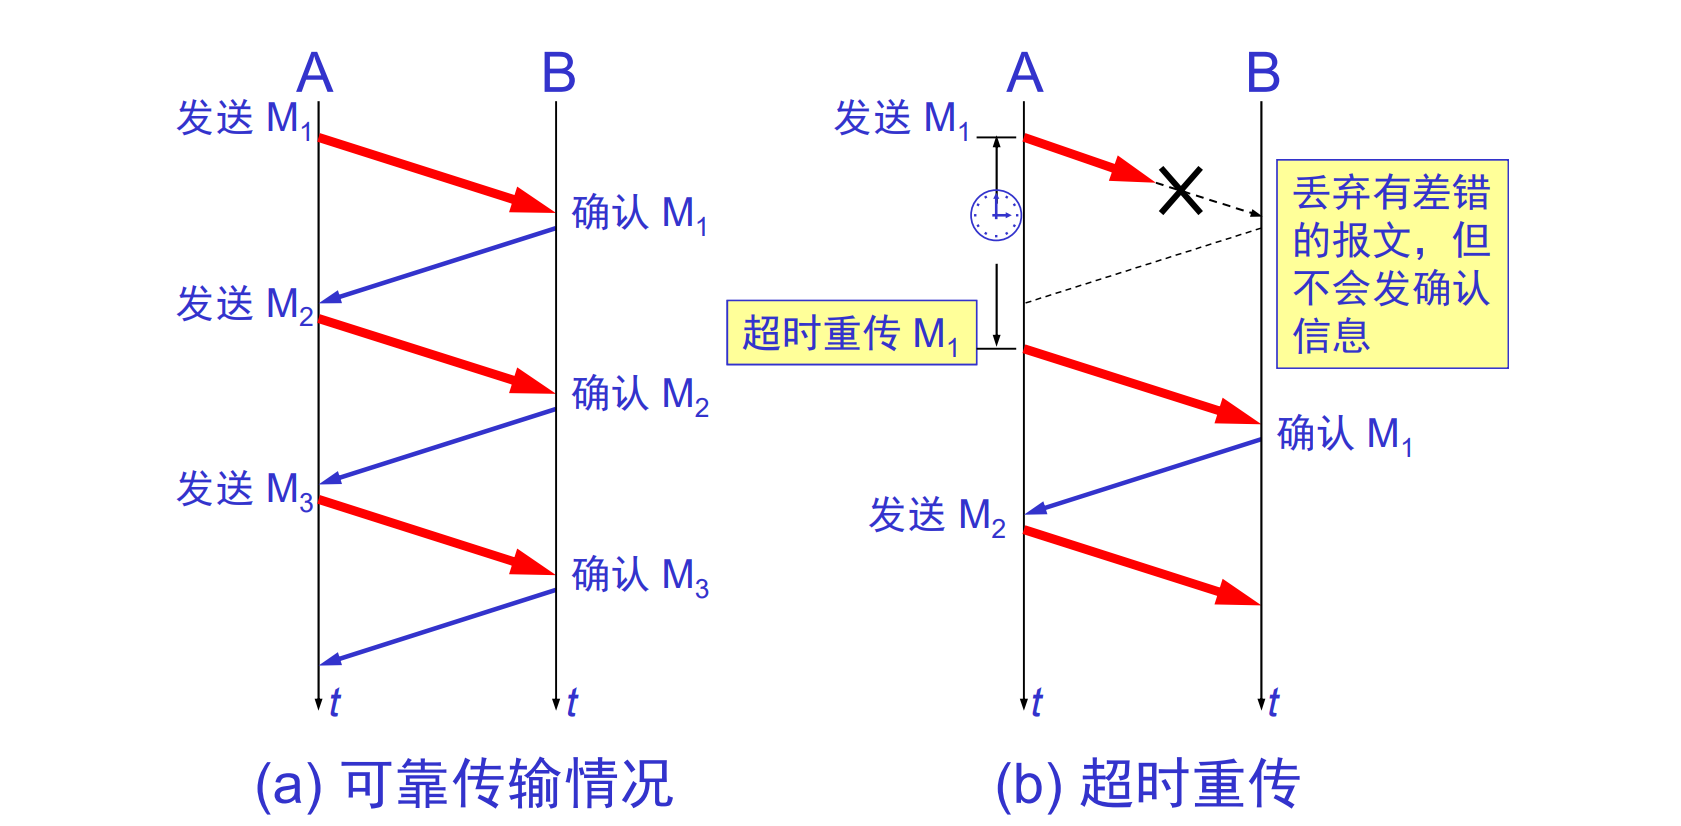 A
B
发送 M₁
确认 M₁
发送 M₂
确认 M₂
发送 M₃
确认 M₃
t
t
(a) 可靠传输情况
A
B
发送 M₁
丢弃有差错
的报文，但
不会发确认
信息
超时重传 M₁
确认 M₁
发送 M₂
t
t
(b) 超时重传